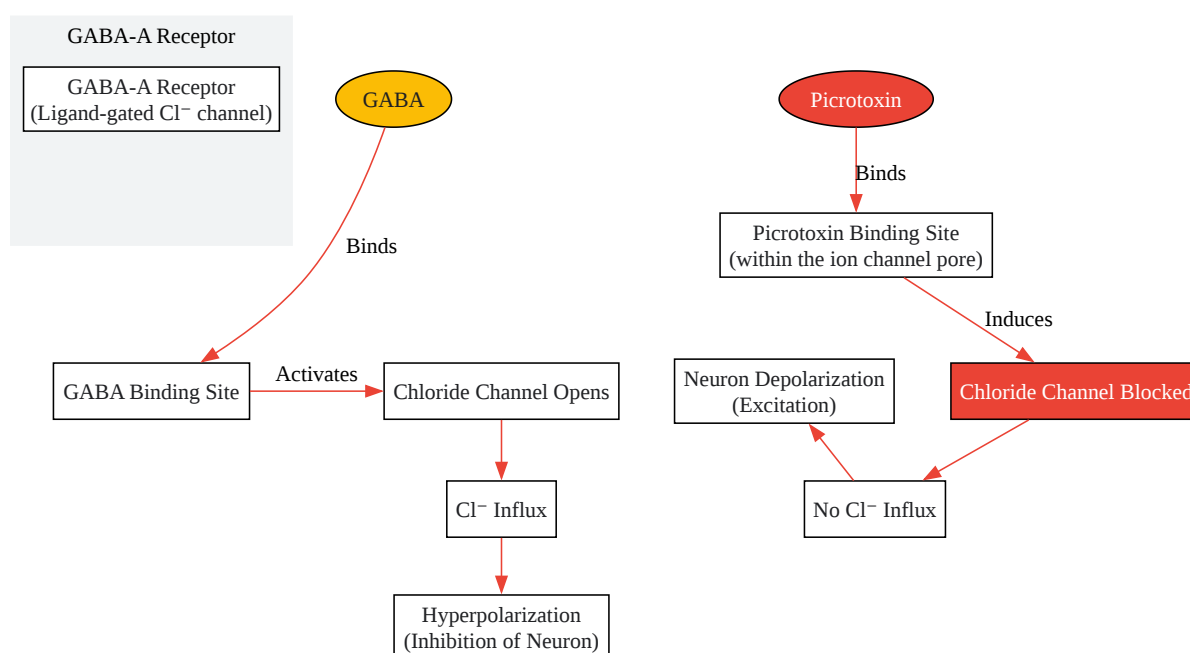 GABA-A Receptor
GABA-A Receptor
(Ligand-gated Cl⁻ channel)
GABA
Binds
GABA Binding Site
Activates
Chloride Channel Opens
Cl⁻ Influx
Hyperpolarization
(Inhibition of Neuron)
Picrotoxin
Binds
Picrotoxin Binding Site
(within the ion channel pore)
Induces
Chloride Channel Blocked
No Cl⁻ Influx
Neuron Depolarization
(Excitation)